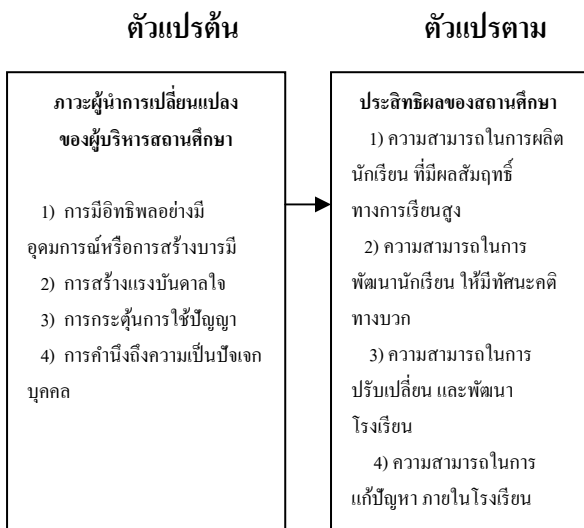 ตัวแปรต้น
ภาวะผู้นำการเปลี่ยนแปลง
ของผู้บริหารสถานศึกษา
1) การมีอิทธิพลอย่างมี
อุดมการณ์หรือการสร้างบารมี
2) การสร้างแรงบันดาลใจ
3) การกระตุ้นการใช้ปัญญา
4) การคำนึงถึงความเป็นปัจเจก
บุคคล
ตัวแปรตาม
ประสิทธิผลของสถานศึกษา
1) ความสามารถในการผลิต
นักเรียน ที่มีผลสัมฤทธิ์
ทางการเรียนสูง
2) ความสามารถในการ
พัฒนานักเรียน ให้มีทัศนะคติ
ทางบวก
3) ความสามารถในการ
ปรับเปลี่ยน และพัฒนา
โรงเรียน
4) ความสามารถในการ
แก้ปัญหา ภายในโรงเรียน